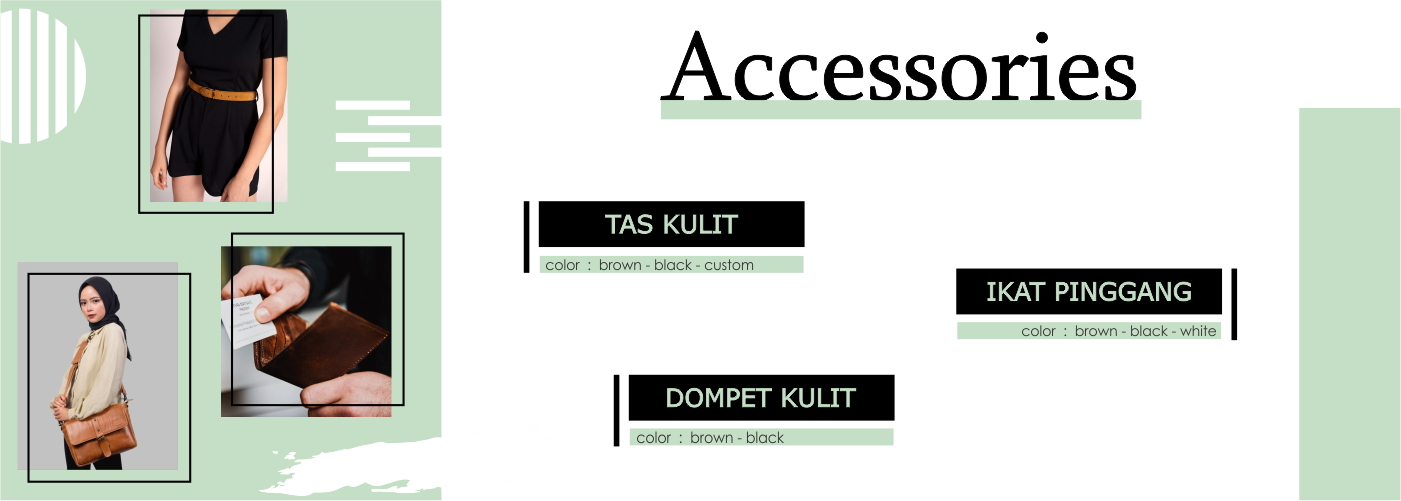 Accessories
TAS KULIT
color : brown - black - custom
IKAT PINGGANG
color : brown - black - white
DOMPET KULIT
color : brown - black